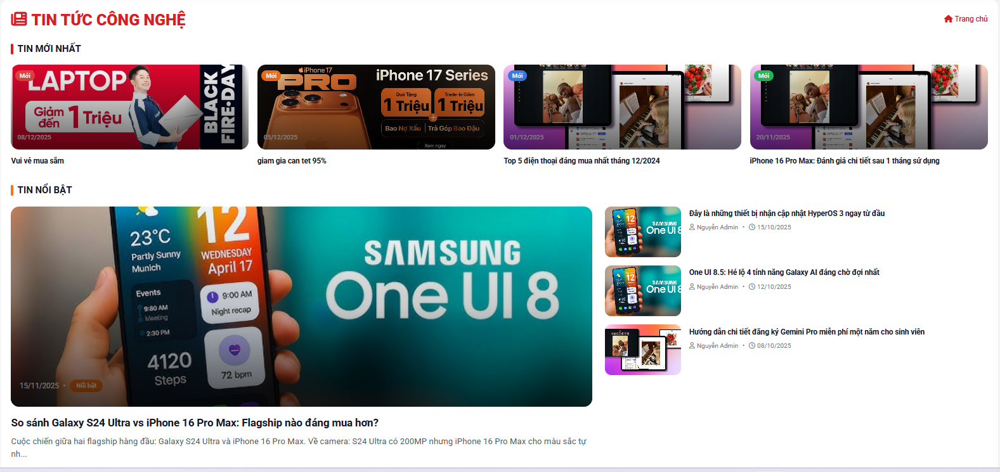 TIN TỨC CÔNG NGHỆ
Trang chủ
TIN MỚI NHẤT
Mới
LAPTOP
Giảm đến 1 Triệu
BLACK
FIRE•DAY
08/12/2025
Vui vẻ mua sắm
Mới
iPhone 17
PRO
iPhone 17 Series
Quà Tặng
1 Triệu
Trade-In Giảm
1 Triệu
Bao Nợ Xấu | Trả Góp Bao Đậu
Xem ngay
05/12/2025
giam gia can tet 95%
Mới
01/12/2025
Top 5 điện thoại đáng mua nhất tháng 12/2024
Mới
20/11/2025
iPhone 16 Pro Max: Đánh giá chi tiết sau 1 tháng sử dụng
TIN NỔI BẬT
12
23°C
Partly Sunny
Munich
WEDNESDAY
April 17
Events
9:80 AM
Meeting
2:30 PM
9:00 AM
Night recap
4120
Steps
72 bpm
SAMSUNG
One UI 8
15/11/2025 • Nổi bật
So sánh Galaxy S24 Ultra vs iPhone 16 Pro Max: Flagship nào đáng mua hơn?
Cuộc chiến giữa hai flagship hàng đầu: Galaxy S24 Ultra và iPhone 16 Pro Max. Về camera: S24 Ultra có 200MP nhưng iPhone 16 Pro Max cho màu sắc tự
nh...
SAMSUNG
One UI 8
Đây là những thiết bị nhận cập nhật HyperOS 3 ngay từ đầu
Nguyễn Admin • 15/10/2025
SAMSUNG
One UI 8
One UI 8.5: Hé lộ 4 tính năng Galaxy AI đáng chờ đợi nhất
Nguyễn Admin • 12/10/2025
Hướng dẫn chi tiết đăng ký Gemini Pro miễn phí một năm cho sinh viên
Nguyễn Admin • 08/10/2025